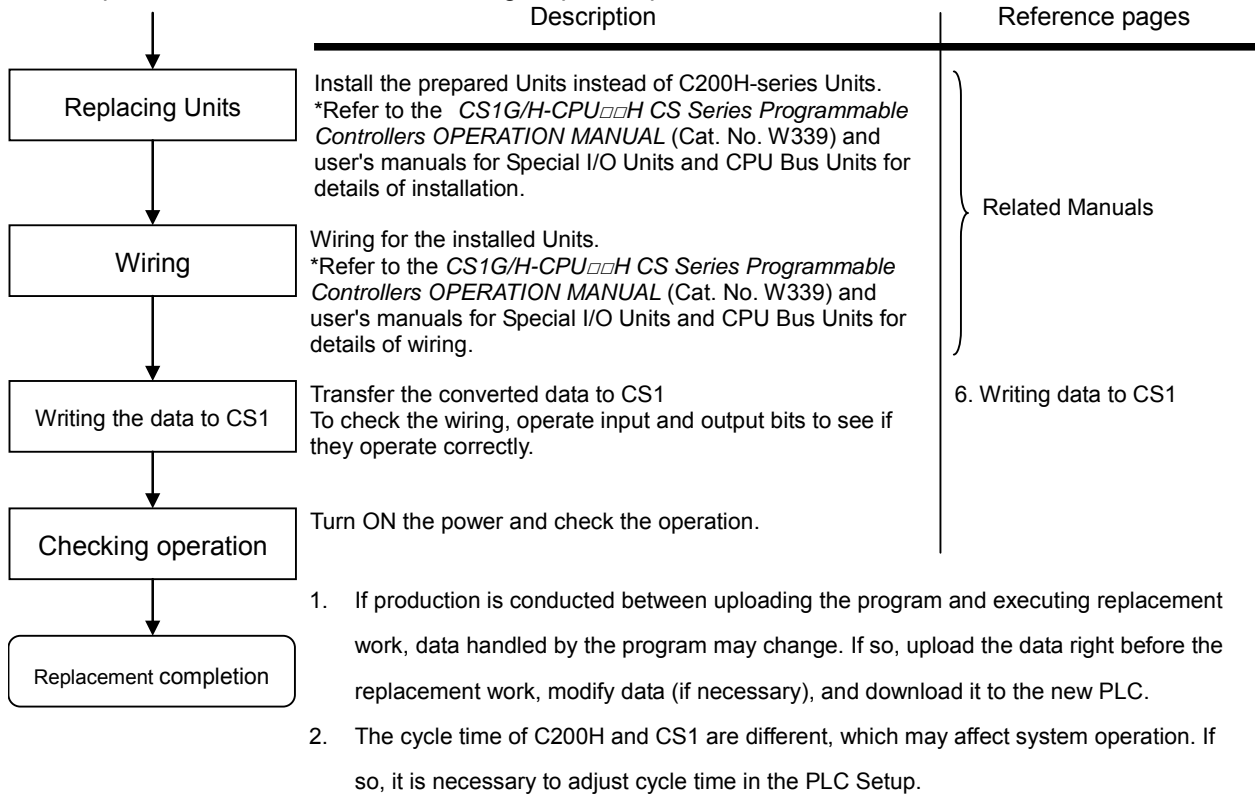 Description Reference pages
Replacing Units
Install the prepared Units instead of C200H-series Units.
*Refer to the CS1G/H-CPU□□H CS Series Programmable
Controllers OPERATION MANUAL (Cat. No. W339) and
user's manuals for Special I/O Units and CPU Bus Units for
details of installation.
Related Manuals
Wiring
Wiring for the installed Units.
*Refer to the CS1G/H-CPU□□H CS Series Programmable
Controllers OPERATION MANUAL (Cat. No. W339) and
user's manuals for Special I/O Units and CPU Bus Units for
details of wiring.
Writing the data to CS1
Transfer the converted data to CS1
To check the wiring, operate input and output bits to see if
they operate correctly.
6. Writing data to CS1
Checking operation
Turn ON the power and check the operation.
Replacement completion
1. If production is conducted between uploading the program and executing replacement
work, data handled by the program may change. If so, upload the data right before the
replacement work, modify data (if necessary), and download it to the new PLC.
2. The cycle time of C200H and CS1 are different, which may affect system operation. If
so, it is necessary to adjust cycle time in the PLC Setup.